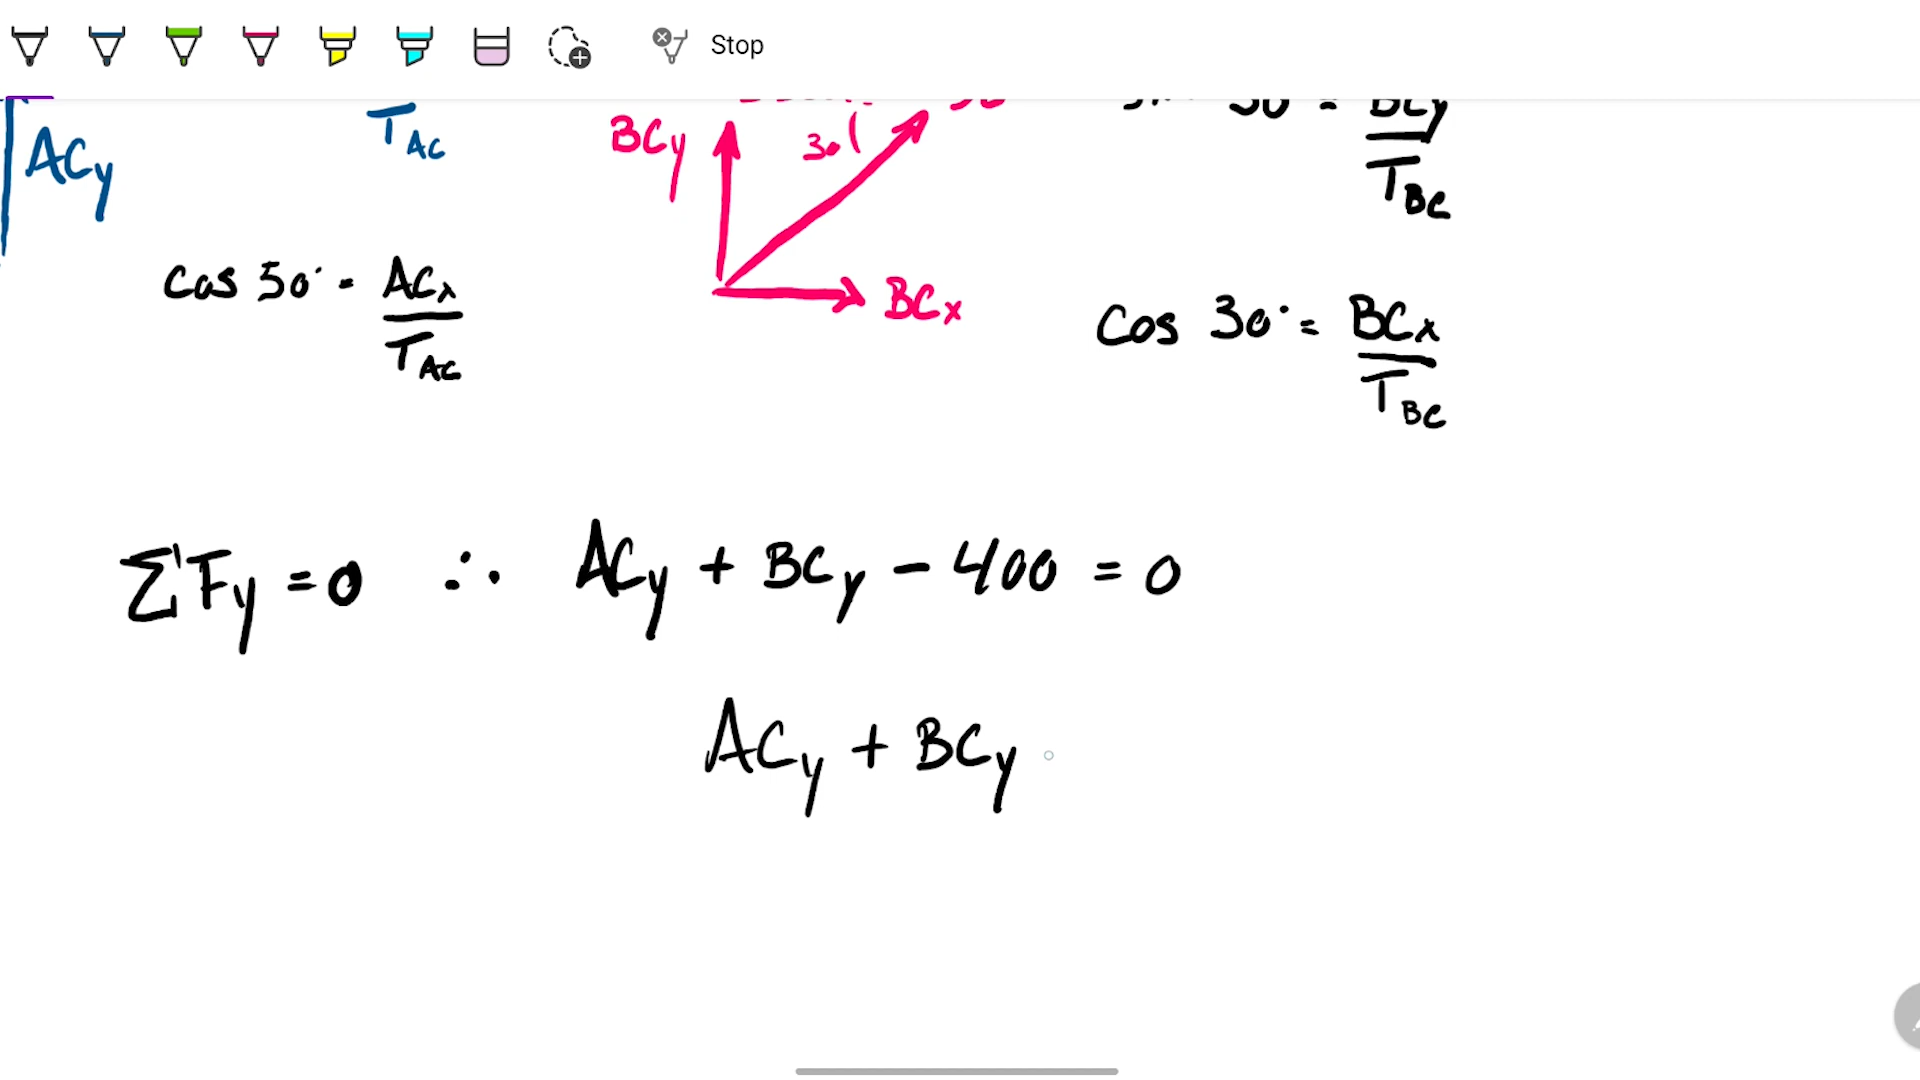 Stop
BCy
30
30 = BCy
ACy
TAC
TBC
cos 50° = ACx
TAC
BCx
cos 30° = BCx
TBC
ΣFy = 0 ∴ ACy + BCy - 400 = 0
ACy + BCy